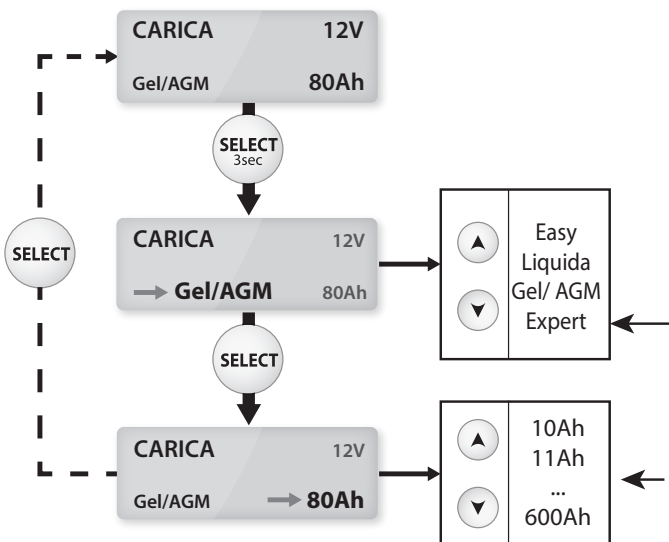 CARICA 12V
Gel/AGM 80Ah
SELECT
3sec
SELECT
CARICA 12V
Gel/AGM 80Ah
Easy
Liquida
Gel/ AGM
Expert
SELECT
CARICA 12V
Gel/AGM 80Ah
10Ah
11Ah
...
600Ah